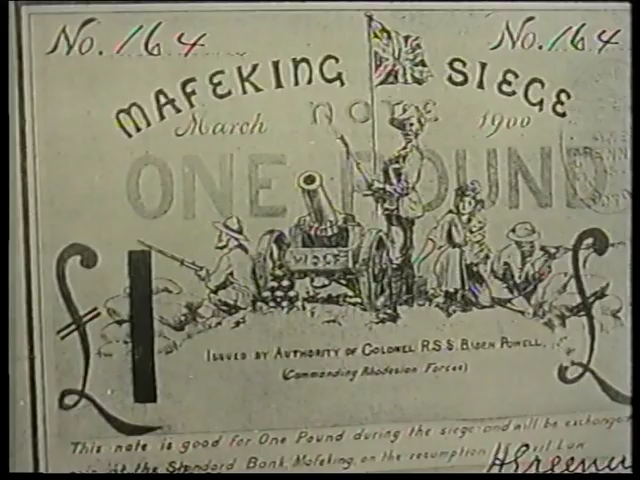 No. 164 No. 164
MAFEKING SIEGE
March note 1900
ONE POUND
WOLF
£1 £
ISSUED BY AUTHORITY OF COLONEL R.S.S. BADEN POWELL.
(Commanding Rhodesian Forces)
This note is good for One Pound during the siege and will be exchange
at the Standard Bank, Mafeking, on the resumption Civil Law